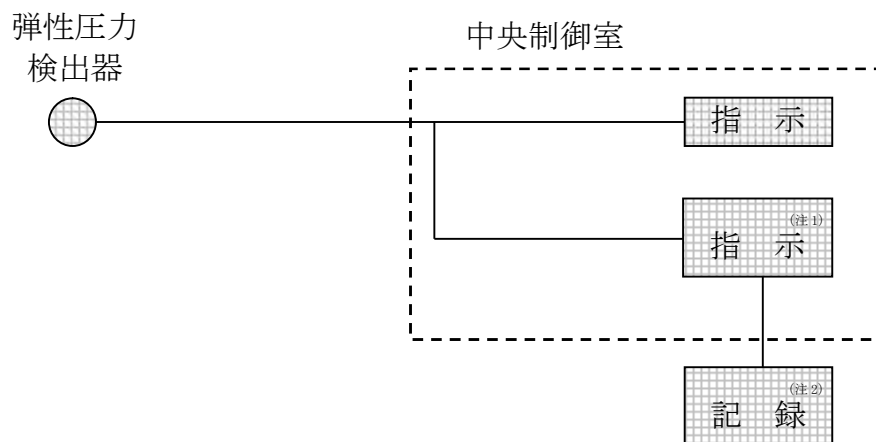 弾性圧力
検出器
中央制御室
指 示
(注1)
指 示
(注2)
記 録